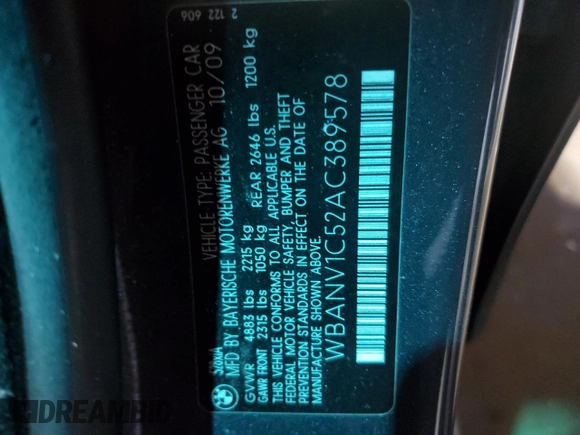 2 122 606
VEHICLE TYPE: PASSENGER CAR
MFD BY BAYERISCHE MOTORENWERKE AG 10/09
GVWR 4883 lbs 2215 kg
GAWR FRONT 2315 lbs 1050 kg REAR 2646 lbs 1200 kg
THIS VEHICLE CONFORMS TO ALL APPLICABLE U.S.
FEDERAL MOTOR VEHICLE SAFETY, BUMPER AND THEFT
PREVENTION STANDARDS IN EFFECT ON THE DATE OF
MANUFACTURE SHOWN ABOVE.
WBANV1C52AC389578
DREAMBID